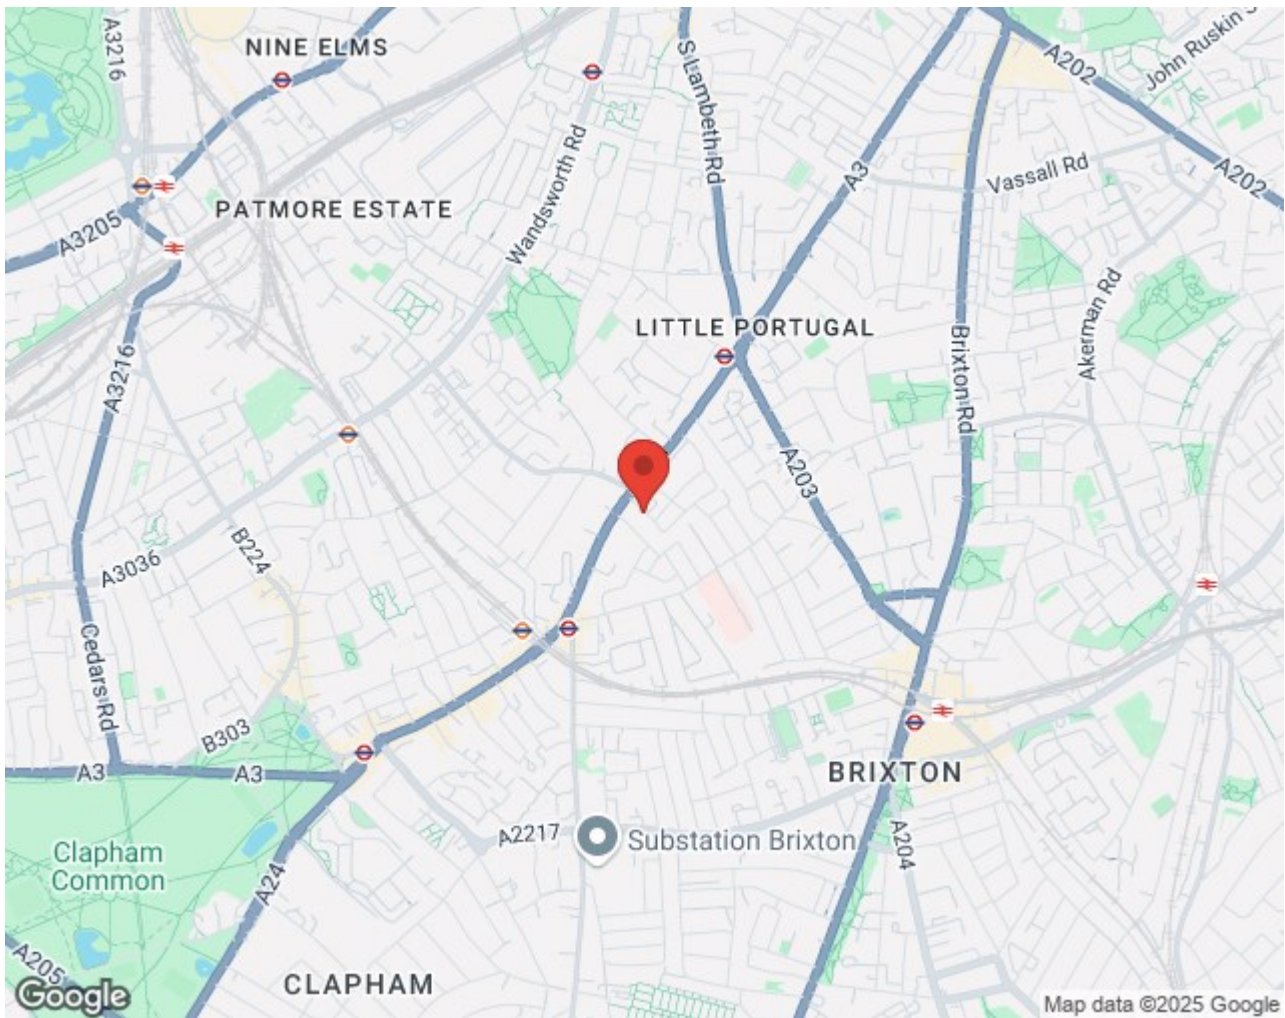 A3216
NINE ELMS
S Lambeth Rd
A202
John Ruskin S
Wandsworth Rd
A3
Vassall Rd
A202
PATMORE ESTATE
A3205
LITTLE PORTUGAL
Akerman Rd
Brixton Rd
A3216
A203
B224
A3036
Cedars Rd
B303
A3
A3
BRIXTON
A2217
Substation Brixton
A204
Clapham
Common
A24
A205
CLAPHAM
Google
Map data ©2025 Google